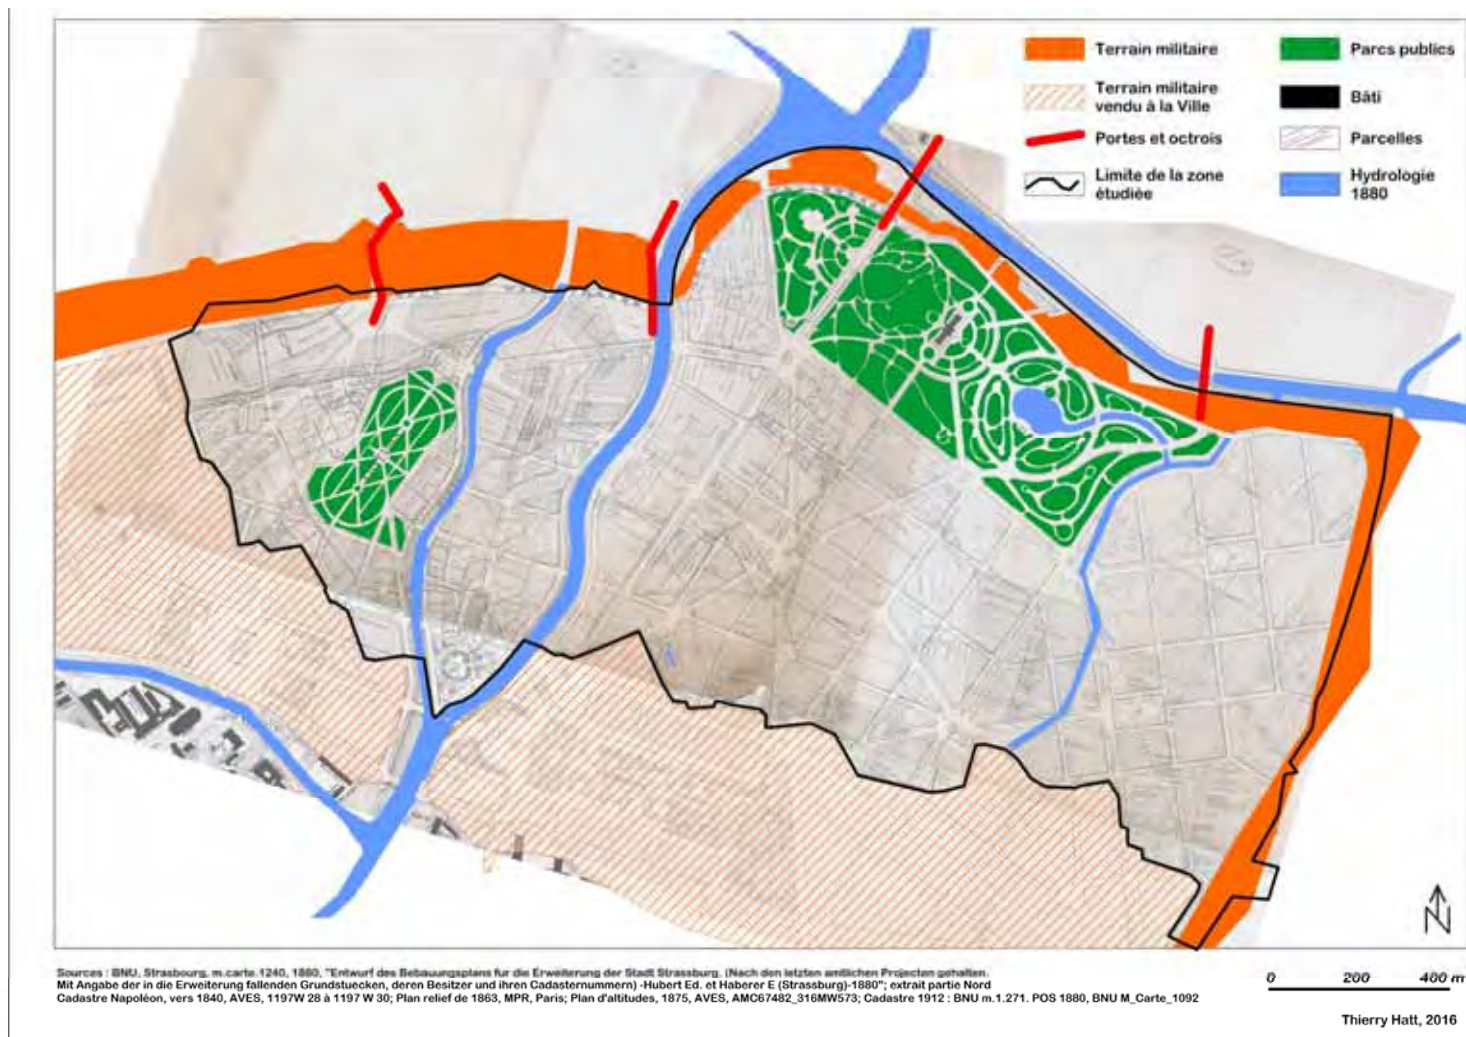 Terrain militaire
Terrain militaire
vendu à la Ville
Portes et octrois
Limite de la zone
étudiée
Parcs publics
Bâti
Parcelles
Hydrologie
1880
N
Sources : BNU, Strasbourg, m.carte.1240, 1880, "Entwurf des Bebauungsplans fur die Erweiterung der Stadt Strassburg. (Nach den letzten amtlichen Projecten gehalten.
Mit Angabe der in die Erweiterung fallenden Grundstuecken, deren Besitzer und ihren Cadasternummern) -Hubert Ed. et Haberer E (Strassburg)-1880"; extrait partie Nord
Cadastre Napoléon, vers 1840, AVES, 1197W 28 à 1197 W 30; Plan relief de 1863, MPR, Paris; Plan d'altitudes, 1875, AVES, AMC67482_316MW573; Cadastre 1912 : BNU m.1.271. POS 1880, BNU M_Carte_1092
0 200 400 m
Thierry Hatt, 2016